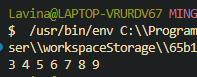 Lavina@LAPTOP-VRURDV67 MING
$ /usr/bin/env C:\\Program
ser\\workspaceStorage\\65b1
3 4 5 6 7 8 9